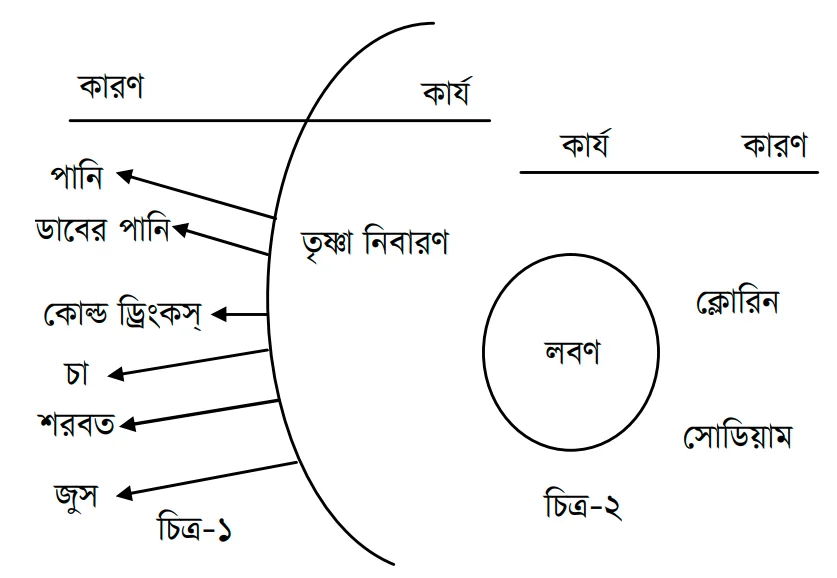 কারণ কার্য
পানি
ডাবের পানি
তৃষ্ণা নিবারণ
কোল্ড ড্রিংকস্
চা
শরবত
জুস
চিত্র-১
কার্য কারণ
ক্লোরিন
লবণ
সোডিয়াম
চিত্র-২